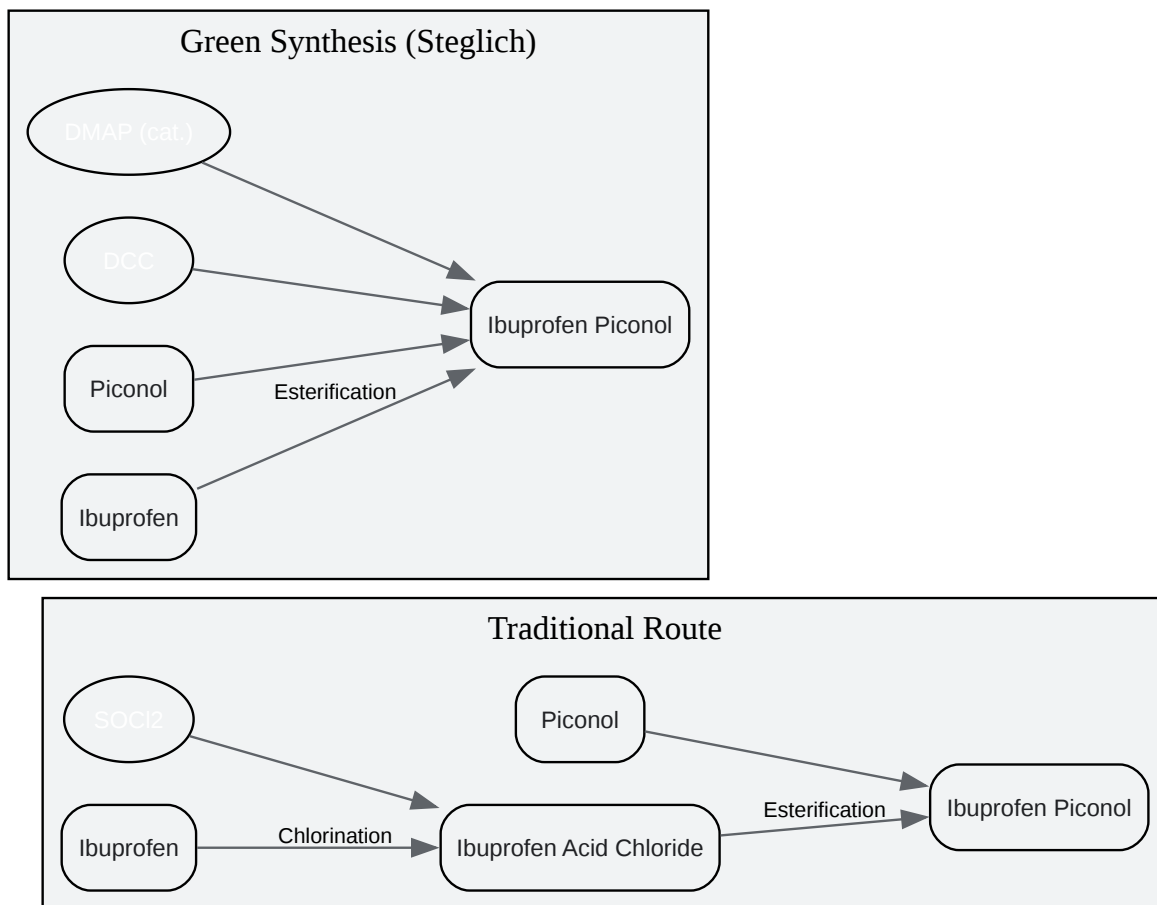 Green Synthesis (Steglich)
DMAP (cat.)
DCC
Piconol
Ibuprofen
Esterification
Ibuprofen Piconol
Traditional Route
SOCl2
Ibuprofen
Chlorination
Ibuprofen Acid Chloride
Piconol
Esterification
Ibuprofen Piconol